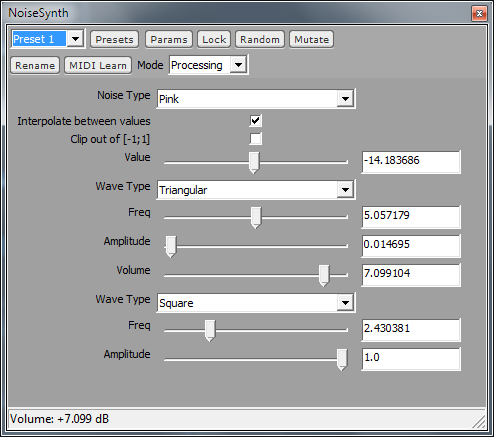 NoiseSynth
Preset 1 Presets Params Lock Random Mutate
Rename MIDI Learn Mode Processing
Noise Type Pink
Interpolate between values
Clip out of [-1;1]
Value -14.183686
Wave Type Triangular
Freq 5.057179
Amplitude 0.014695
Volume 7.099104
Wave Type Square
Freq 2.430381
Amplitude 1.0
Volume: +7.099 dB